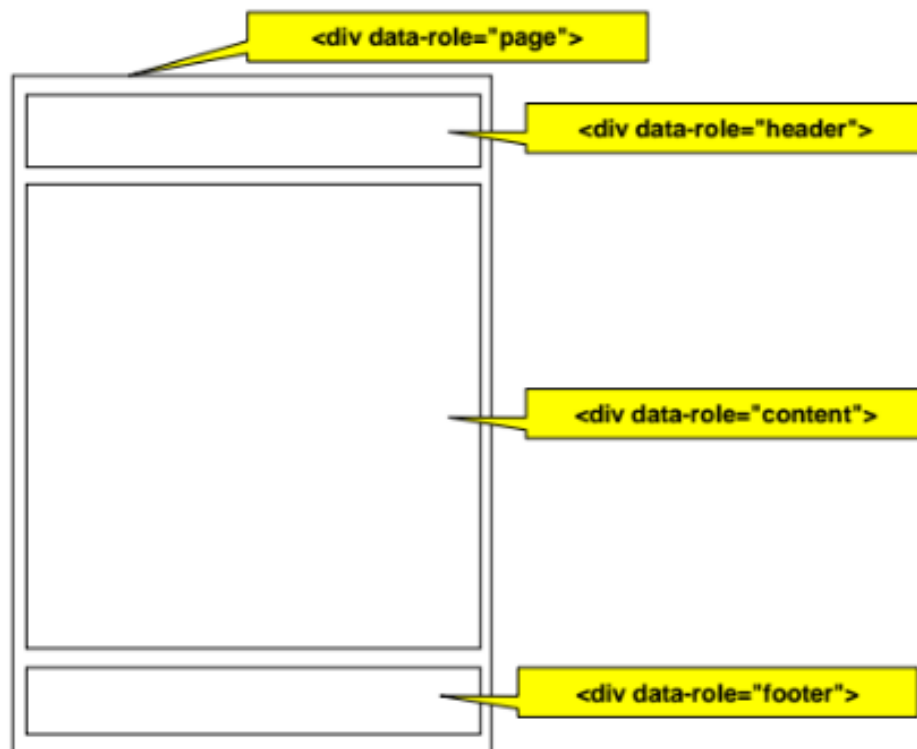 <div data-role="page">
<div data-role="header">
<div data-role="content">
<div data-role="footer">